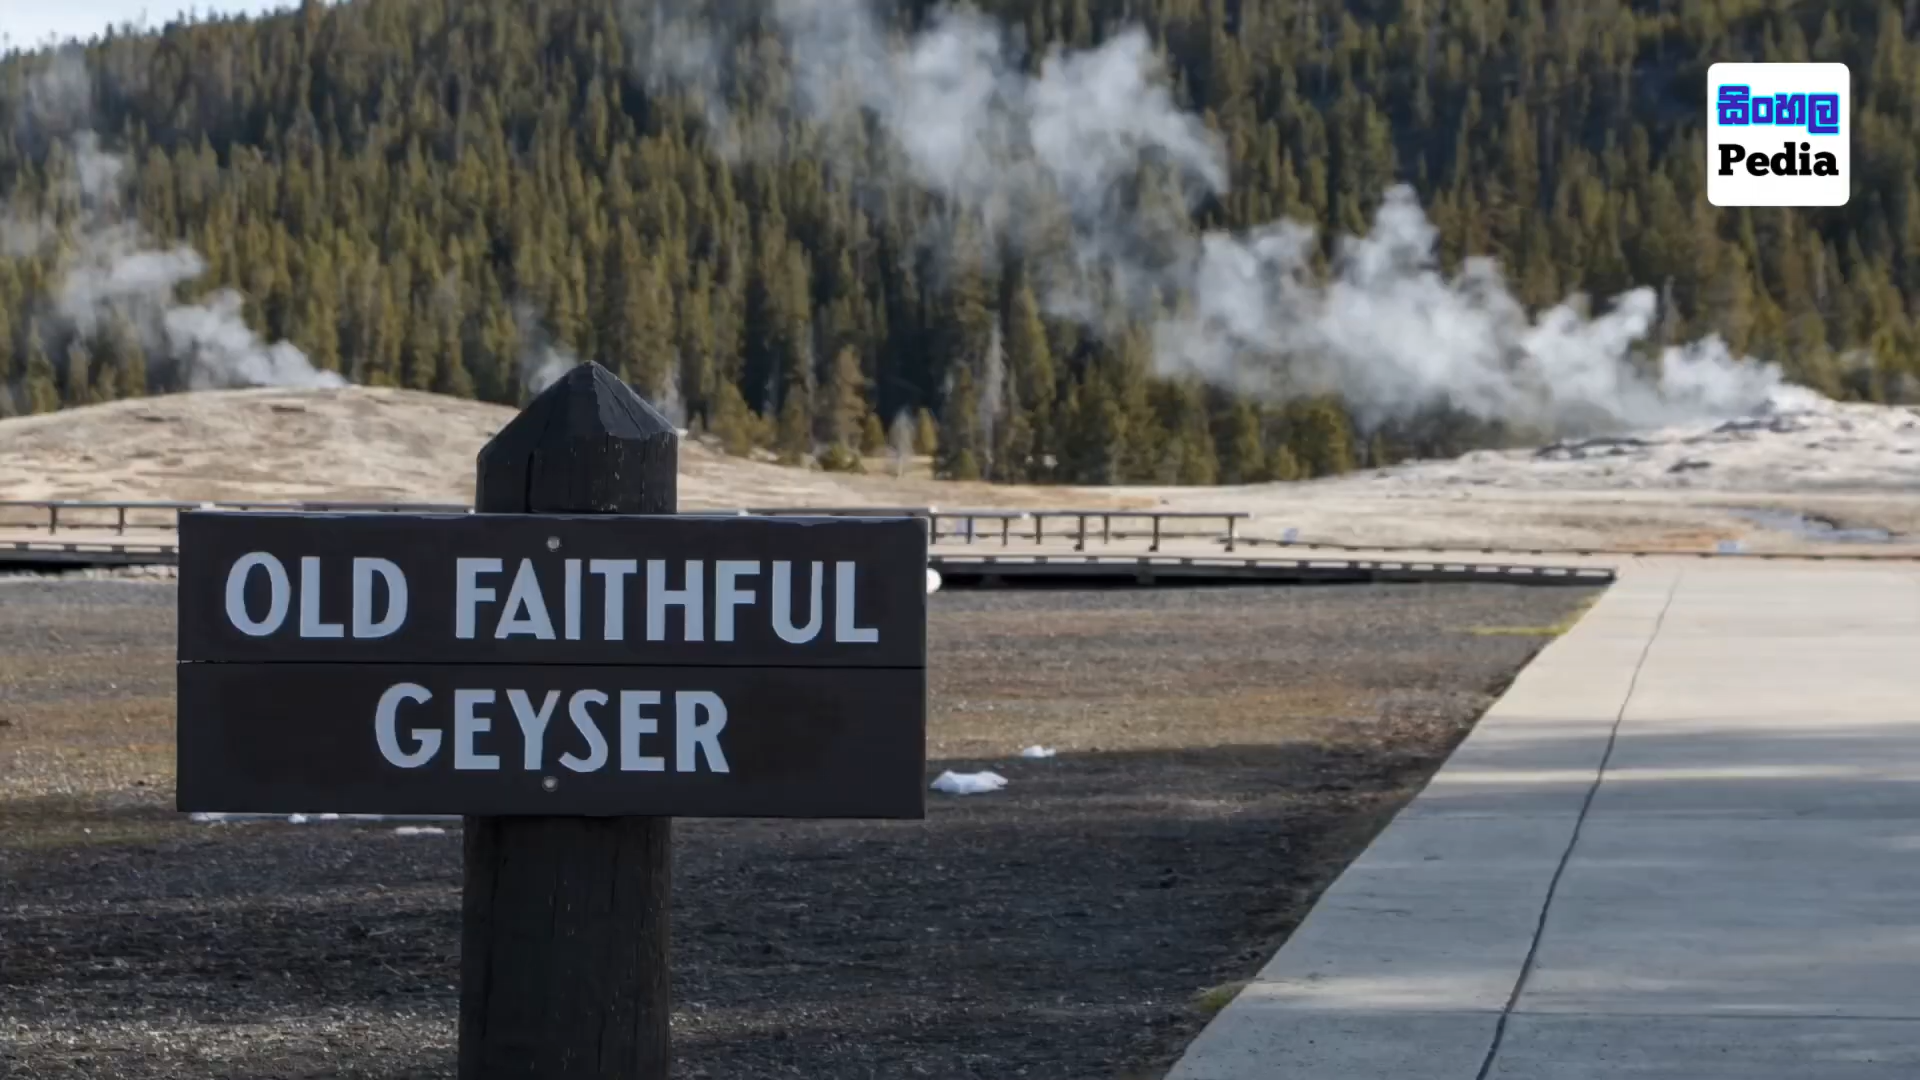 සිංහල
Pedia
OLD FAITHFUL
GEYSER